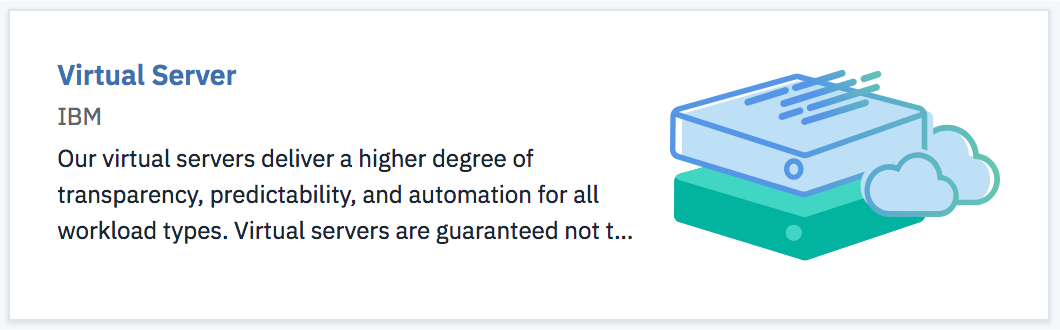 Virtual Server
IBM
Our virtual servers deliver a higher degree of
transparency, predictability, and automation for all
workload types. Virtual servers are guaranteed not t...